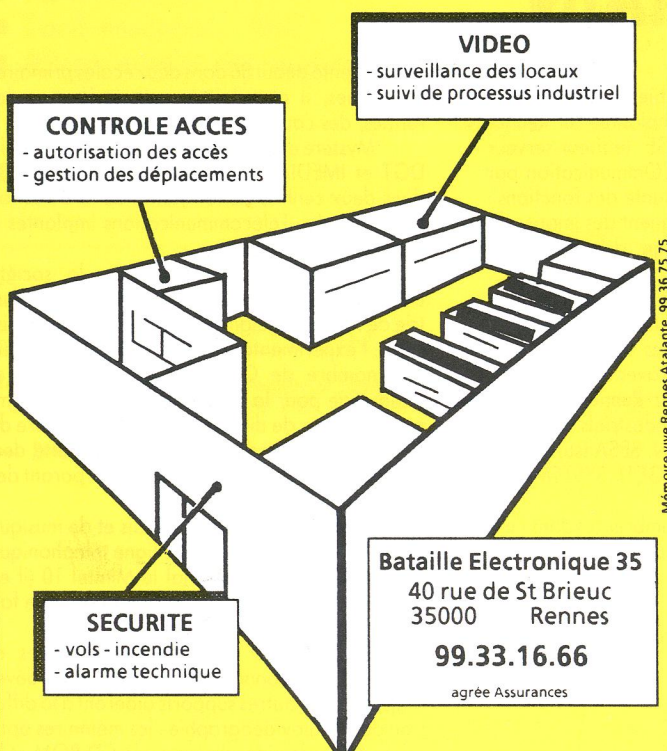 VIDEO
- surveillance des locaux
- suivi de processus industriel
CONTROLE ACCES
- autorisation des accès
- gestion des déplacements
Mémoire vive Rennes Atalante 99 36 75 75
SECURITE
- vols - incendie
- alarme technique
Bataille Electronique 35
40 rue de St Brieuc
35000 Rennes
99.33.16.66
agrée Assurances